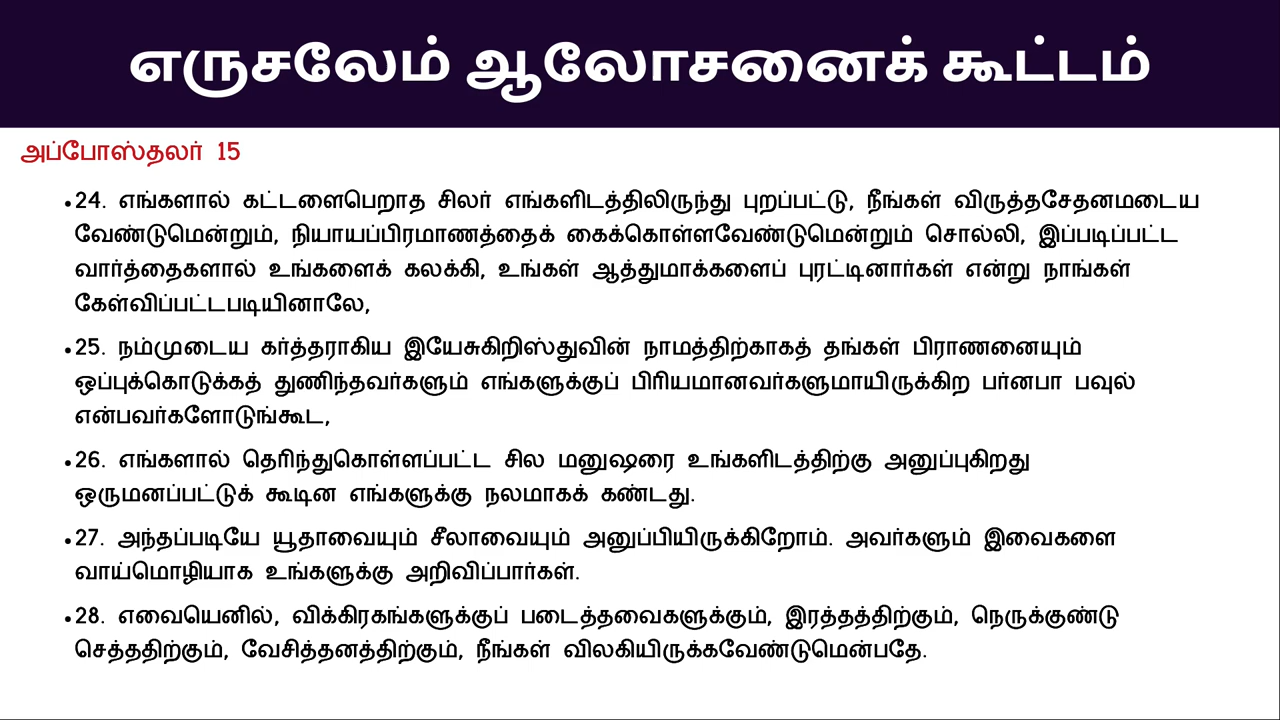 எருசலேம் ஆலோசனைக் கூட்டம்
அப்போஸ்தலர் 15
•24. எங்களால் கட்டளைபெறாத சிலர் எங்களிடத்திலிருந்து புறப்பட்டு, நீங்கள் விருத்தசேதனமடைய
வேண்டுமென்றும், நியாயப்பிரமாணத்தைக் கைக்கொள்ளவேண்டுமென்றும் சொல்லி, இப்படிப்பட்ட
வார்த்தைகளால் உங்களைக் கலக்கி, உங்கள் ஆத்துமாக்களைப் புரட்டினார்கள் என்று நாங்கள்
கேள்விப்பட்டபடியினாலே,
•25. நம்முடைய கர்த்தராகிய இயேசுகிறிஸ்துவின் நாமத்திற்காகத் தங்கள் பிராணனையும்
ஒப்புக்கொடுக்கத் துணிந்தவர்களும் எங்களுக்குப் பிரியமானவர்களுமாயிருக்கிற பர்னபா பவுல்
என்பவர்களோடுங்கூட,
•26. எங்களால் தெரிந்துகொள்ளப்பட்ட சில மனுஷரை உங்களிடத்திற்கு அனுப்புகிறது
ஒருமனப்பட்டுக் கூடின எங்களுக்கு நலமாகக் கண்டது.
•27. அந்தப்படியே யூதாவையும் சீலாவையும் அனுப்பியிருக்கிறோம். அவர்களும் இவைகளை
வாய்மொழியாக உங்களுக்கு அறிவிப்பார்கள்.
•28. எவையெனில், விக்கிரகங்களுக்குப் படைத்தவைகளுக்கும், இரத்தத்திற்கும், நெருக்குண்டு
செத்ததிற்கும், வேசித்தனத்திற்கும், நீங்கள் விலகியிருக்கவேண்டுமென்பதே.